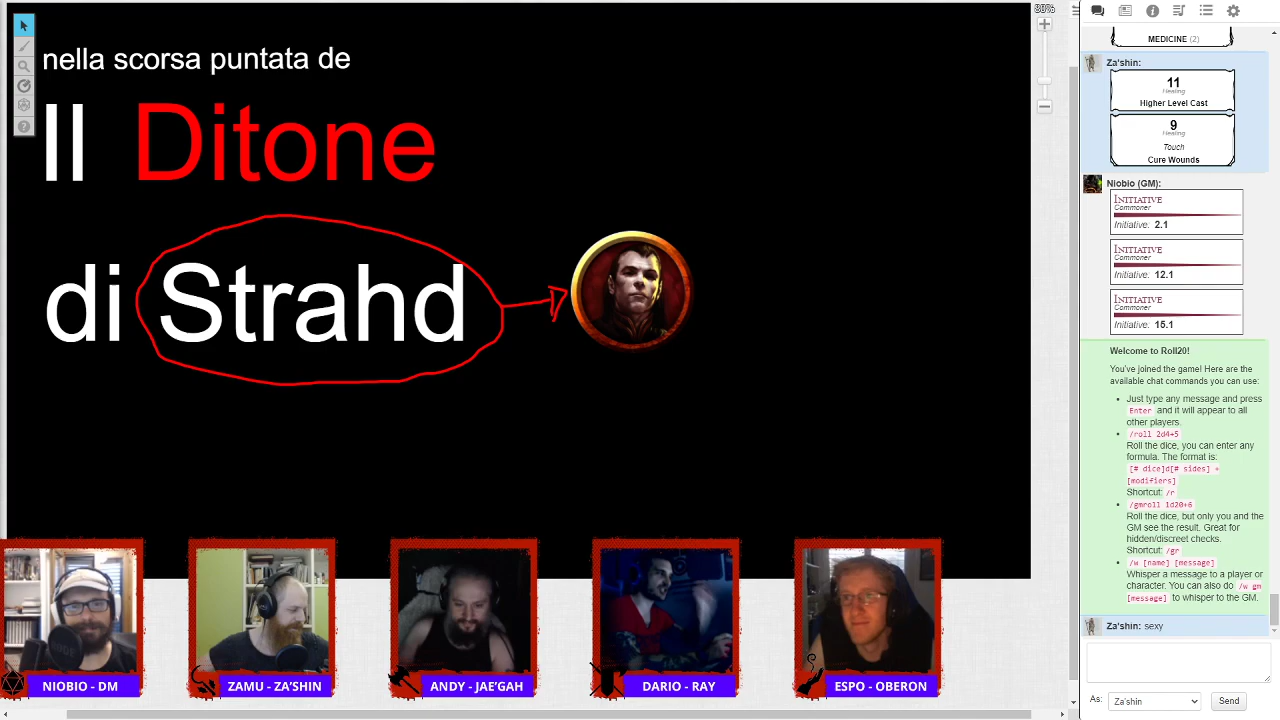 nella scorsa puntata de
Il Ditone
di Strahd
NIOBIO - DM
ZAMU - ZA'SHIN
ANDY - JAE'GAH
DARIO - RAY
ESPO - OBERON
88%
MEDICINE (2)
Za'shin:
11
Healing
Higher Level Cast
9
Healing
Touch
Cure Wounds
Niobio (GM):
INITIATIVE
Commoner
Initiative: 2.1
INITIATIVE
Commoner
Initiative: 12.1
INITIATIVE
Commoner
Initiative: 15.1
Welcome to Roll20!
You've joined the game! Here are the
available chat commands you can use:
• Just type any message and press
Enter and it will appear to all
other players.
• /roll 2d4+5
Roll the dice, you can enter any
formula. The format is:
[# dice]d[# sides] +
[modifiers]
Shortcut: /r
• /gmroll 1d20+6
Roll the dice, but only you and the
GM see the result. Great for
hidden/discreet checks.
Shortcut: /gr
• /w [name] [message]
Whisper a message to a player or
character. You can also do /w gm
[message] to whisper to the GM.
Za'shin: sexy
As:
Za'shin
Send